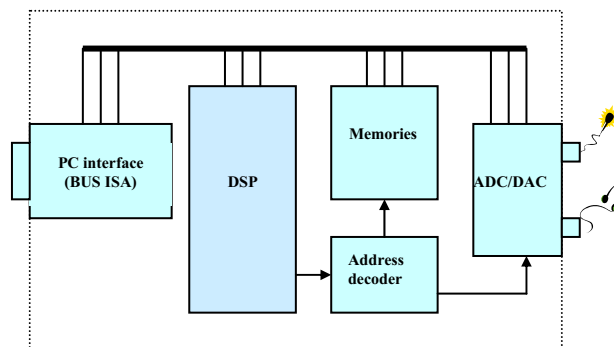 PC interface
(BUS ISA)
DSP
Memories
ADC/DAC
Address
decoder